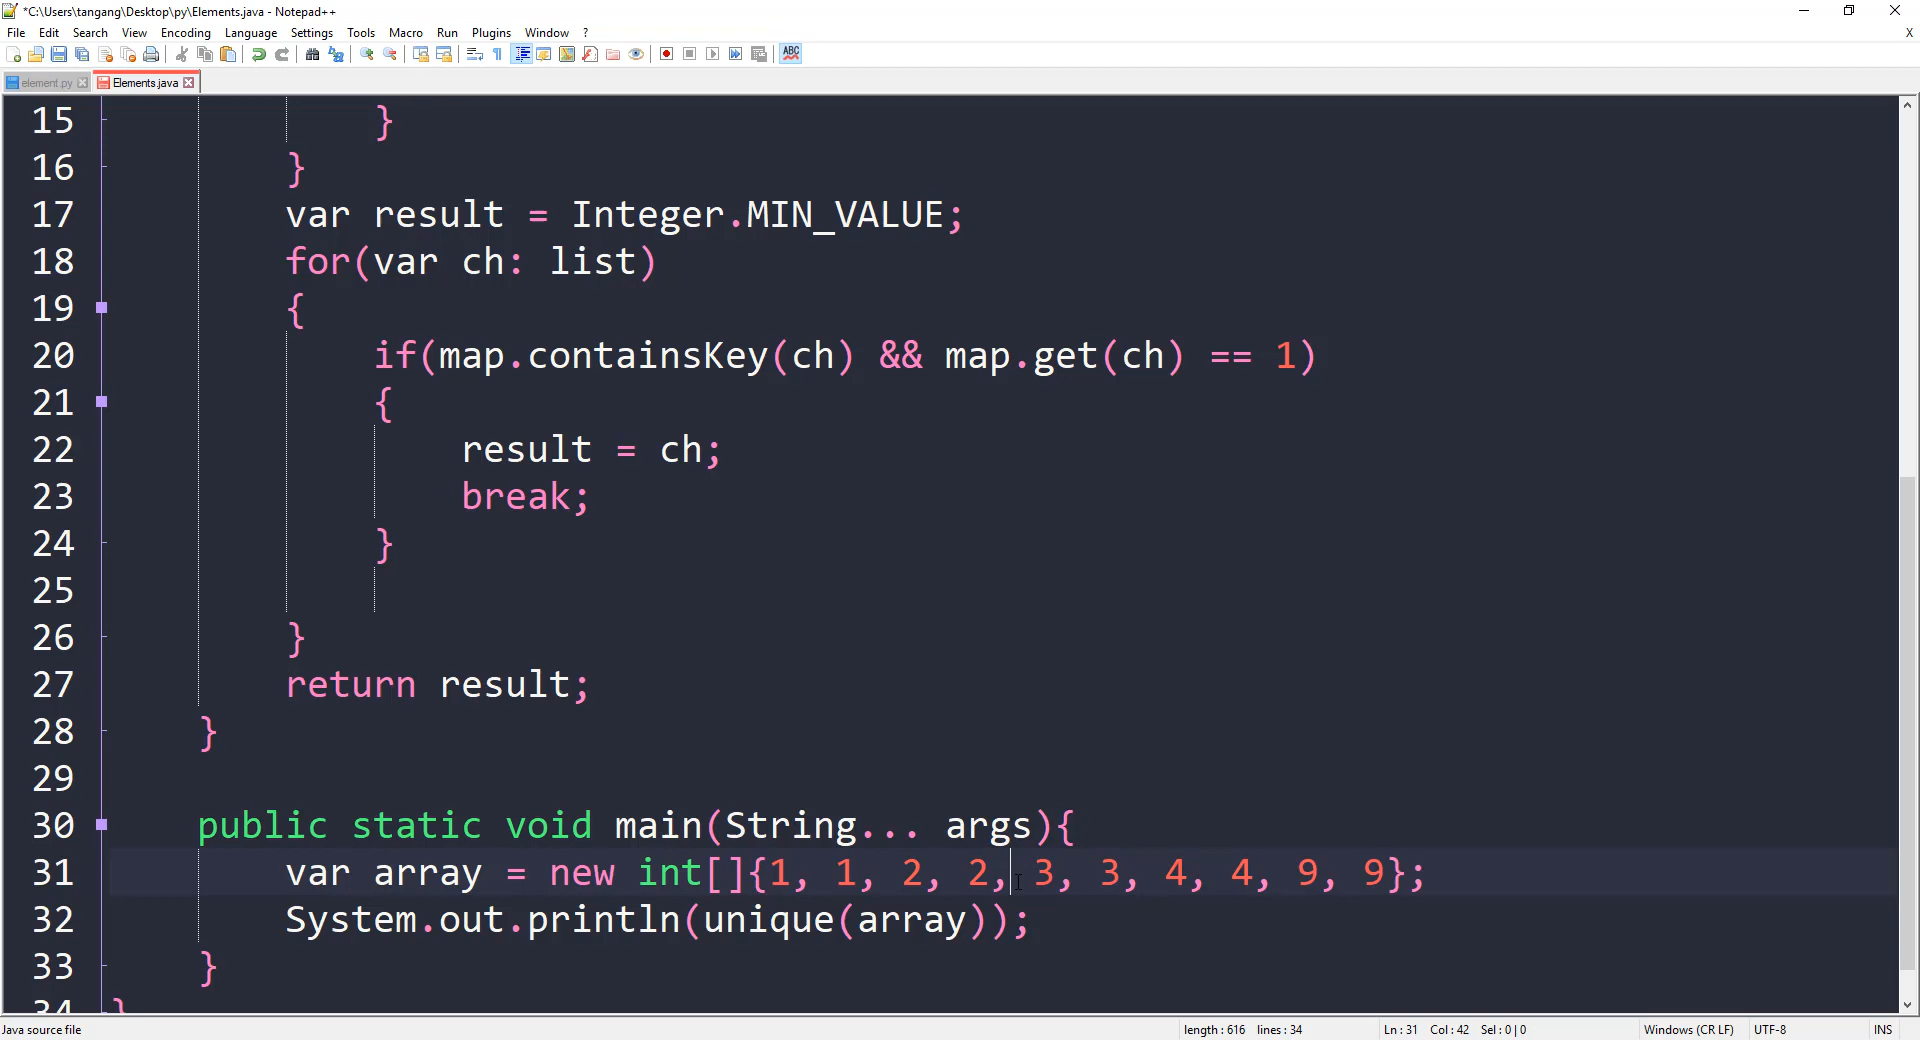 *C:\Users\tangang\Desktop\py\Elements.java - Notepad++
File Edit Search View Encoding Language Settings Tools Macro Run Plugins Window ? X
ABC
element.py Elements.java
15 }
16 }
17 var result = Integer.MIN_VALUE;
18 for(var ch: list)
19 {
20 if(map.containsKey(ch) && map.get(ch) == 1)
21 {
22 result = ch;
23 break;
24 }
25
26 }
27 return result;
28 }
29
30 public static void main(String... args){
31 var array = new int[]{1, 1, 2, 2, 3, 3, 4, 4, 9, 9};
32 System.out.println(unique(array));
33 }
34 }
Java source file length : 616 lines : 34 Ln : 31 Col : 42 Sel : 0 | 0 Windows (CR LF) UTF-8 INS